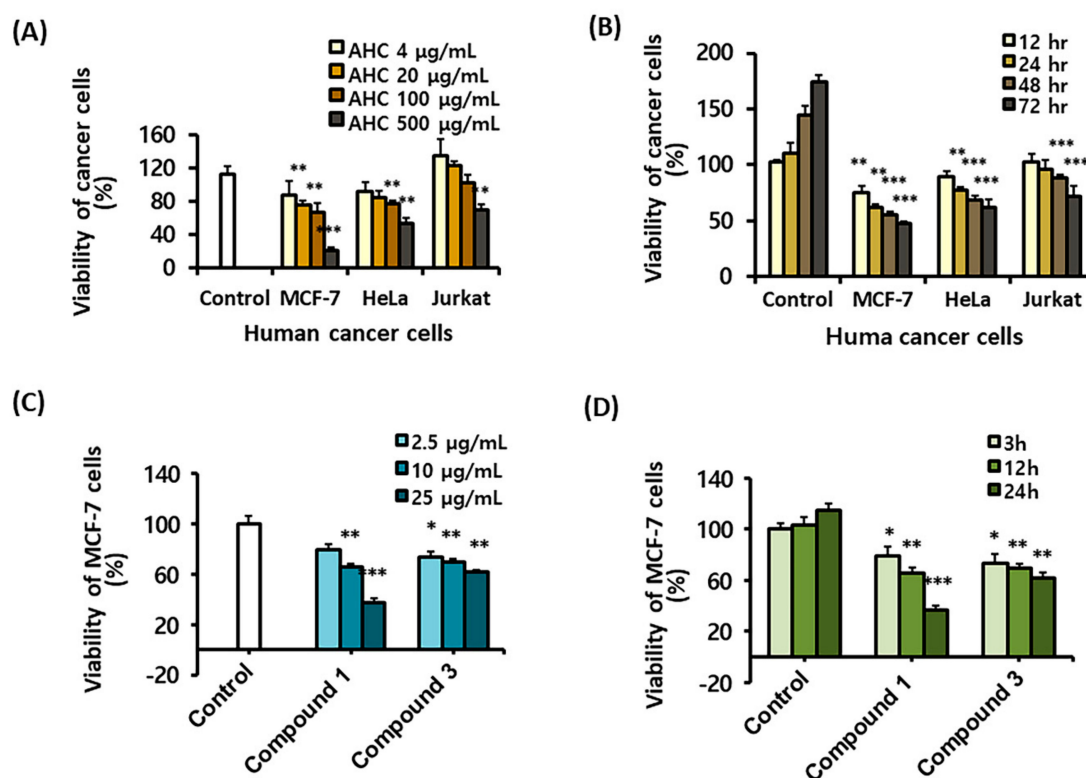 (A)
AHC 4 µg/mL
AHC 20 µg/mL
AHC 100 µg/mL
AHC 500 µg/mL
Viability of cancer cells
(%)
160
120
80
40
0
** ** *** ** ** **
Control MCF-7 HeLa Jurkat
Human cancer cells
(B)
12 hr
24 hr
48 hr
72 hr
Viability of cancer cells
(%)
200
150
100
50
0
** ** *** *** ** *** *** *** ***
Control MCF-7 HeLa Jurkat
Huma cancer cells
(C)
2.5 µg/mL
10 µg/mL
25 µg/mL
Viability of MCF-7 cells
(%)
140
100
60
20
-20
** *** * ** **
Control
Compound 1
Compound 3
(D)
3h
12h
24h
Viability of MCF-7 cells
(%)
140
100
60
20
-20
* ** *** * ** **
Control
Compound 1
Compound 3